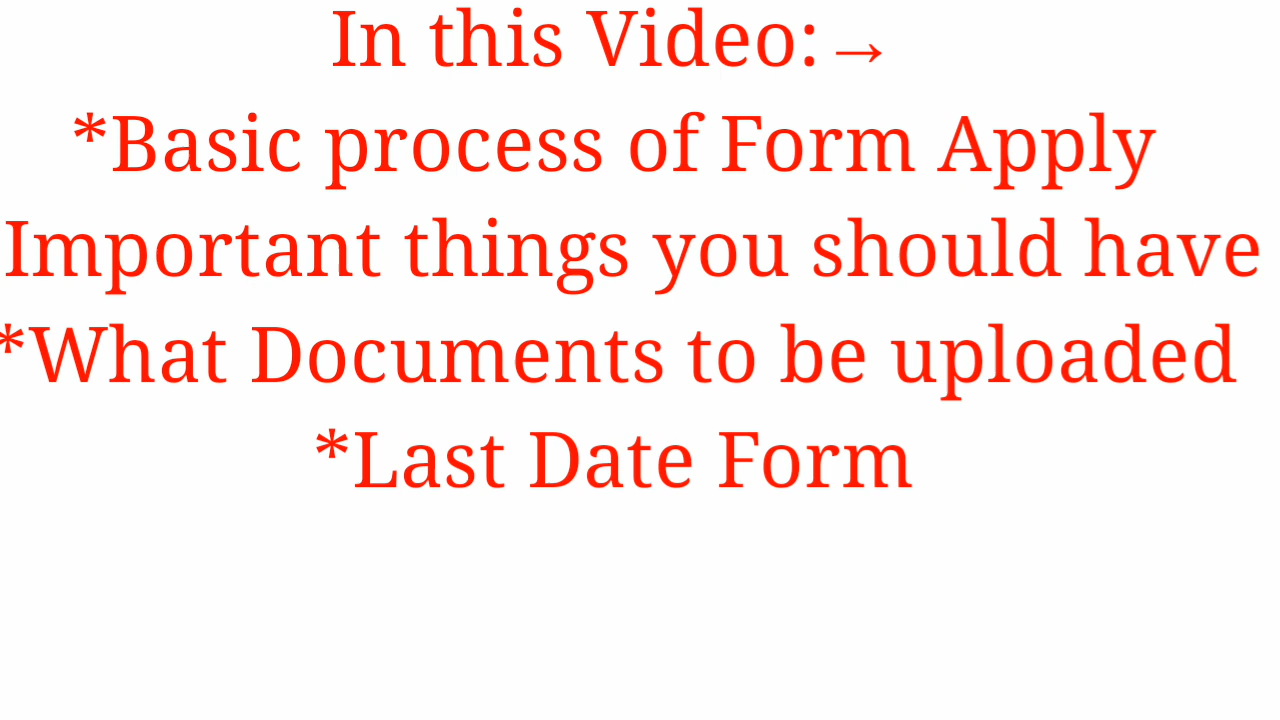 In this Video:→
*Basic process of Form Apply
Important things you should have
*What Documents to be uploaded
*Last Date Form